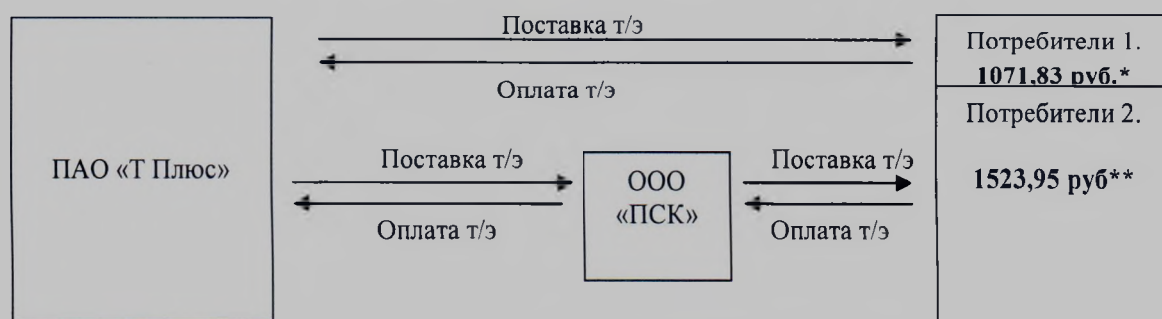 Поставка т/э
Оплата т/э
Потребители 1.
1071,83 руб.*
Потребители 2.
1523,95 руб**
ПАО «Т Плюс»
Поставка т/э
Оплата т/э
ООО
«ПСК»
Поставка т/э
Оплата т/э